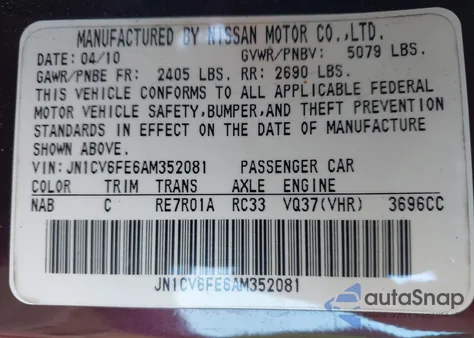 MANUFACTURED BY NISSAN MOTOR CO.,LTD.
DATE: 04/10 GVWR/PNBV: 5079 LBS.
GAWR/PNBE FR: 2405 LBS. RR: 2690 LBS.
THIS VEHICLE CONFORMS TO ALL APPLICABLE FEDERAL
MOTOR VEHICLE SAFETY, BUMPER, AND THEFT PREVENTION
STANDARDS IN EFFECT ON THE DATE OF MANUFACTURE
SHOWN ABOVE.
VIN: JN1CV6FE6AM352081 PASSENGER CAR
COLOR TRIM TRANS AXLE ENGINE
NAB C RE7R01A RC33 VQ37(VHR) 3696CC
JN1CV6FE6AM352081
autoSnap